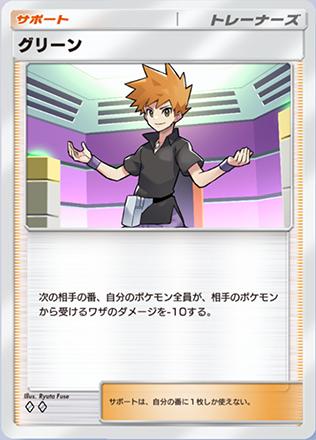 サポート
トレーナーズ
グリーン
次の相手の番、自分のポケモン全員が、相手のポケモン
から受けるワザのダメージを-10する。
Illus. Ryuta Fuse
サポートは、自分の番に1枚しか使えない。